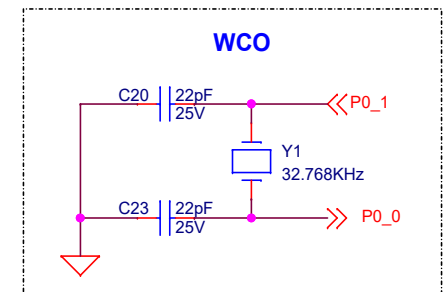 WCO
C20 22pF
25V
P0_1
Y1
32.768KHz
C23 22pF
25V
P0_0